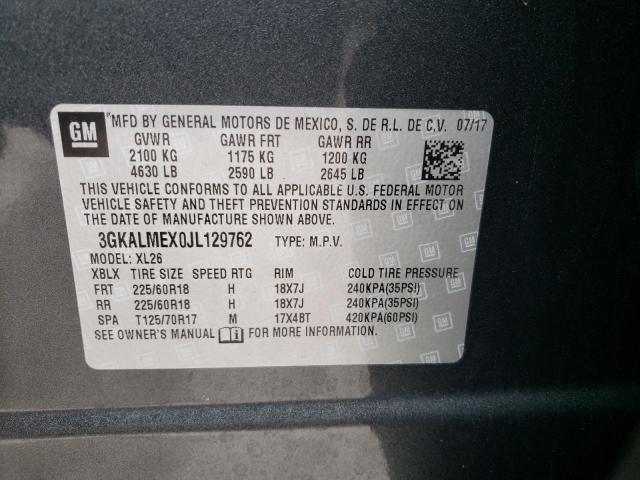 GM
MFD BY GENERAL MOTORS DE MEXICO, S. DE R.L. DE C.V. 07/17
GVWR GAWR FRT GAWR RR
2100 KG 1175 KG 1200 KG
4630 LB 2590 LB 2645 LB
THIS VEHICLE CONFORMS TO ALL APPLICABLE U.S. FEDERAL MOTOR
VEHICLE SAFETY AND THEFT PREVENTION STANDARDS IN EFFECT ON
THE DATE OF MANUFACTURE SHOWN ABOVE.
3GKALMEX0JL129762 TYPE: M.P.V.
MODEL: XL26
XBLX TIRE SIZE SPEED RTG RIM COLD TIRE PRESSURE
FRT 225/60R18 H 18X7J 240KPA(35PSI)
RR 225/60R18 H 18X7J 240KPA(35PSI)
SPA T125/70R17 M 17X4BT 420KPA(60PSI)
SEE OWNER'S MANUAL FOR MORE INFORMATION.